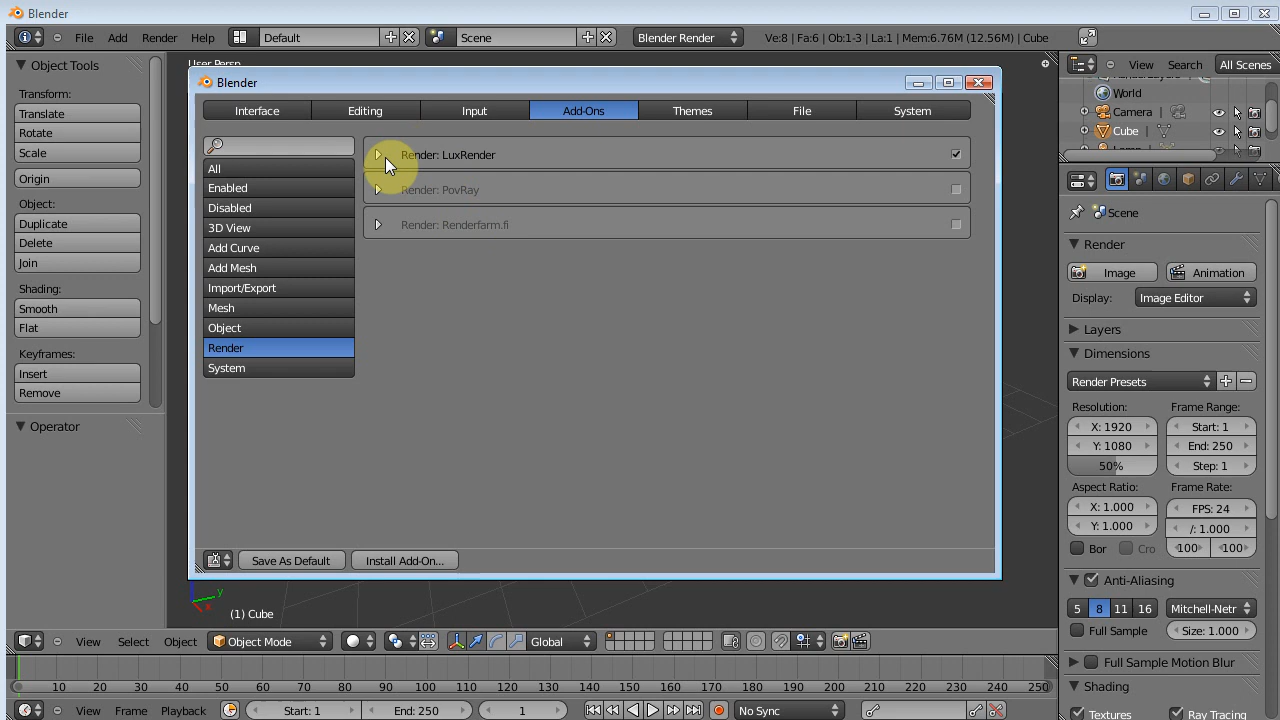 Blender
File Add Render Help Default Scene Blender Render Ve:8 | Fa:6 | Ob:1-3 | La:1 | Mem:6.76M (12.56M) | Cube
Object Tools
Transform:
Translate
Rotate
Scale
Origin
Object:
Duplicate
Delete
Join
Shading:
Smooth
Flat
Keyframes:
Insert
Remove
Operator
User Persp
Blender
Interface Editing Input Add-Ons Themes File System
All
Enabled
Disabled
3D View
Add Curve
Add Mesh
Import/Export
Mesh
Object
Render
System
Render: LuxRender
Render: PovRay
Render: Renderfarm.fi
Save As Default Install Add-On...
y
x
(1) Cube
View Select Object Object Mode Global
View Search All Scenes
World
Camera
Cube
Scene
Render
Image Animation
Display: Image Editor
Layers
Dimensions
Render Presets
Resolution: Frame Range:
X: 1920 Start: 1
Y: 1080 End: 250
50% Step: 1
Aspect Ratio: Frame Rate:
X: 1.000 FPS: 24
Y: 1.000 /: 1.000
Bor Cro 100 100
Anti-Aliasing
5 8 11 16 Mitchell-Netr
Full Sample Size: 1.000
Full Sample Motion Blur
Shading
Textures Ray Tracing
10 20 30 40 50 60 70 80 90 100 110 120 130 140 150 160 170 180 190 200 210 220 230 240 250
View Frame Playback Start: 1 End: 250 1 No Sync